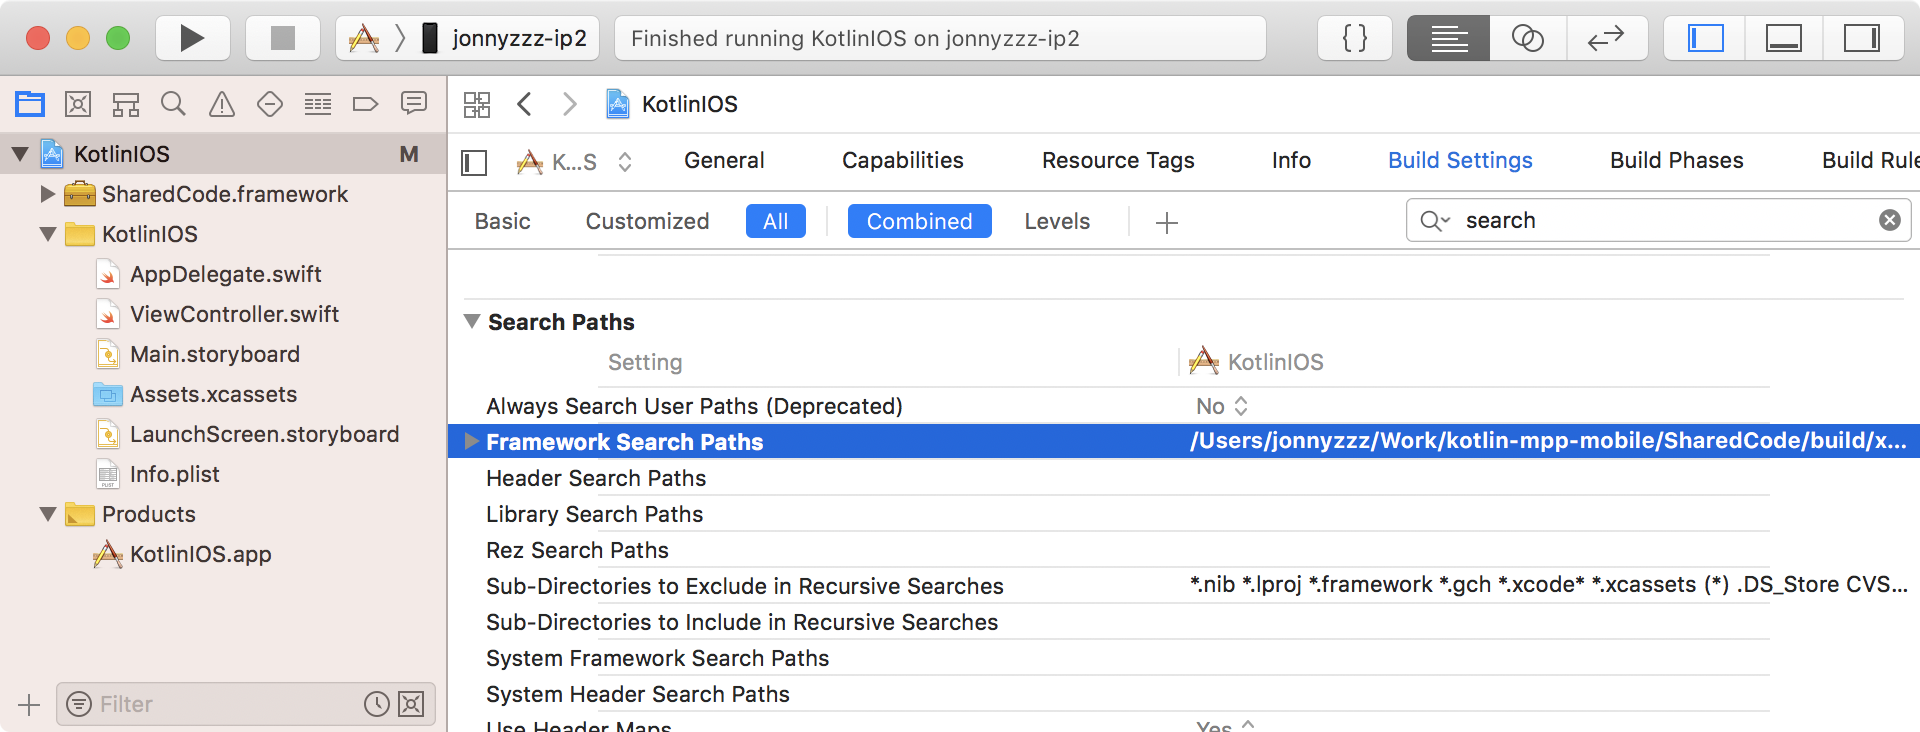 jonnyzzz-ip2
Finished running KotlinIOS on jonnyzzz-ip2
{ }
KotlinIOS
KotlinIOS M
SharedCode.framework
KotlinIOS
AppDelegate.swift
ViewController.swift
Main.storyboard
Assets.xcassets
LaunchScreen.storyboard
Info.plist
Products
KotlinIOS.app
Filter
K...S General Capabilities Resource Tags Info Build Settings Build Phases Build Rule
Basic Customized All Combined Levels search
Search Paths
Setting KotlinIOS
Always Search User Paths (Deprecated) No
Framework Search Paths /Users/jonnyzzz/Work/kotlin-mpp-mobile/SharedCode/build/x...
Header Search Paths
Library Search Paths
Rez Search Paths
Sub-Directories to Exclude in Recursive Searches *.nib *.lproj *.framework *.gch *.xcode* *.xcassets (*) .DS_Store CVS...
Sub-Directories to Include in Recursive Searches
System Framework Search Paths
System Header Search Paths
Use Header Maps Yes